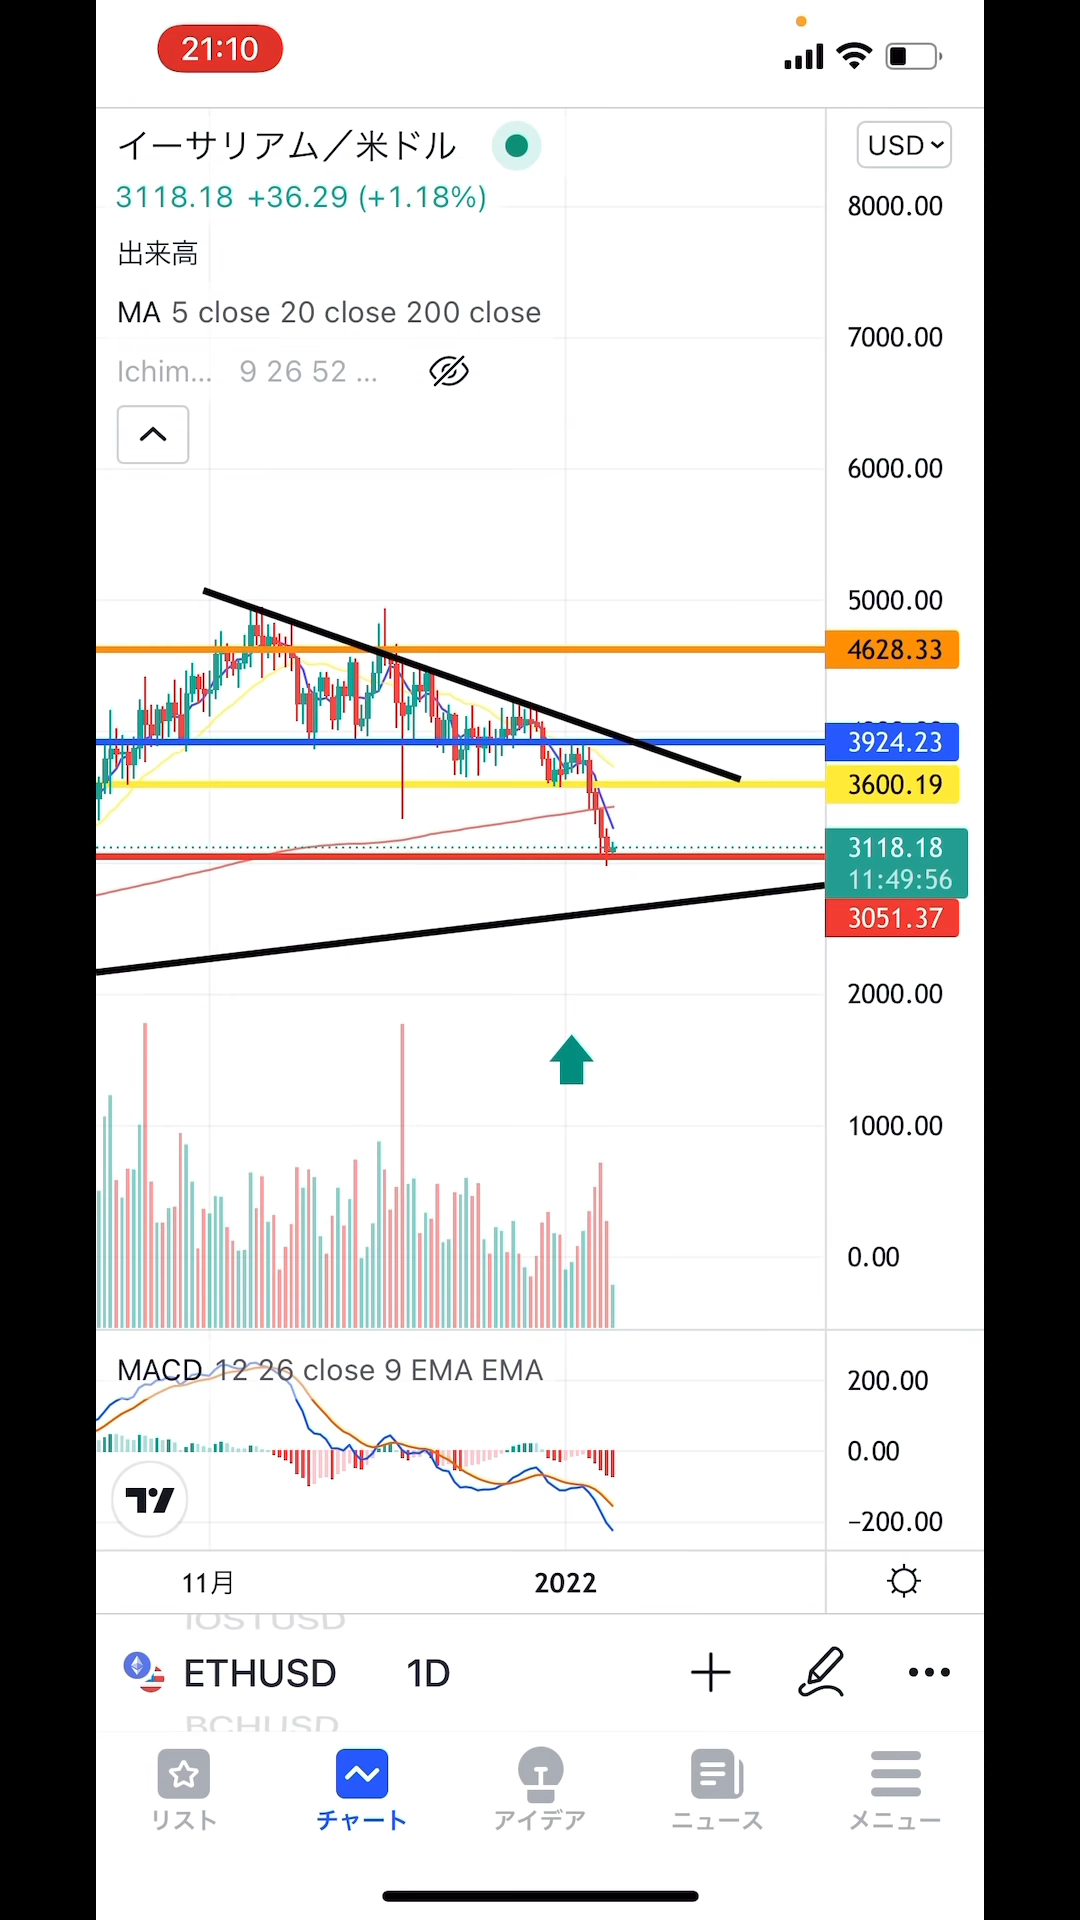 21:10
イーサリアム／米ドル
USD
3118.18 +36.29 (+1.18%)
8000.00
出来高
MA 5 close 20 close 200 close
7000.00
Ichim... 9 26 52 ...
6000.00
5000.00
4628.33
3924.23
3600.19
3118.18
11:49:56
3051.37
2000.00
1000.00
0.00
MACD 12 26 close 9 EMA EMA
200.00
0.00
−200.00
11月
2022
IOSTUSD
ETHUSD 1D
BCHUSD
リスト
チャート
アイデア
ニュース
メニュー